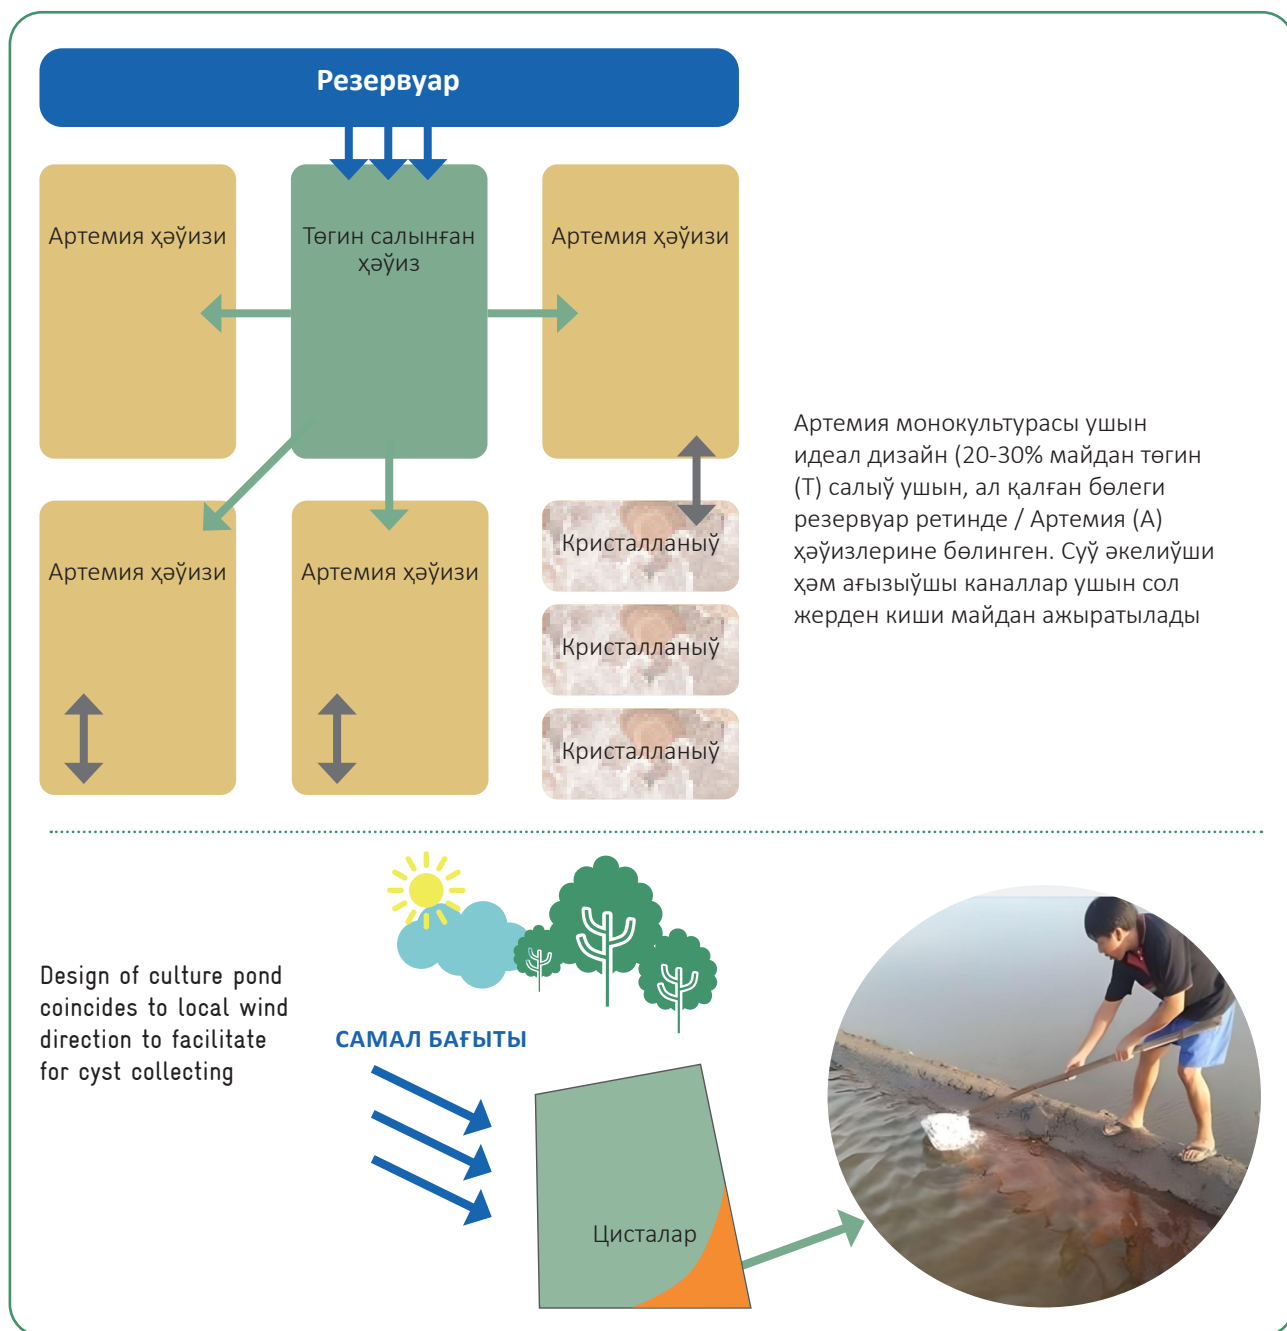 Резервуар
Артемия ҳәўизи
Төгин салынған
ҳәўиз
Артемия ҳәўизи
Артемия ҳәўизи
Артемия ҳәўизи
Кристалланыў
Кристалланыў
Кристалланыў
Артемия монокультурасы ушын
идеал дизайн (20-30% майдан төгин
(Т) салыў ушын, ал қалған бөлеги
резервуар ретинде / Артемия (А)
ҳәўизлерине бөлинген. Суў әкелиўши
ҳәм ағызыўшы каналлар ушын сол
жерден киши майдан ажыратылады
Design of culture pond
coincides to local wind
direction to facilitate
for cyst collecting
САМАЛ БАҒЫТЫ
Цисталар